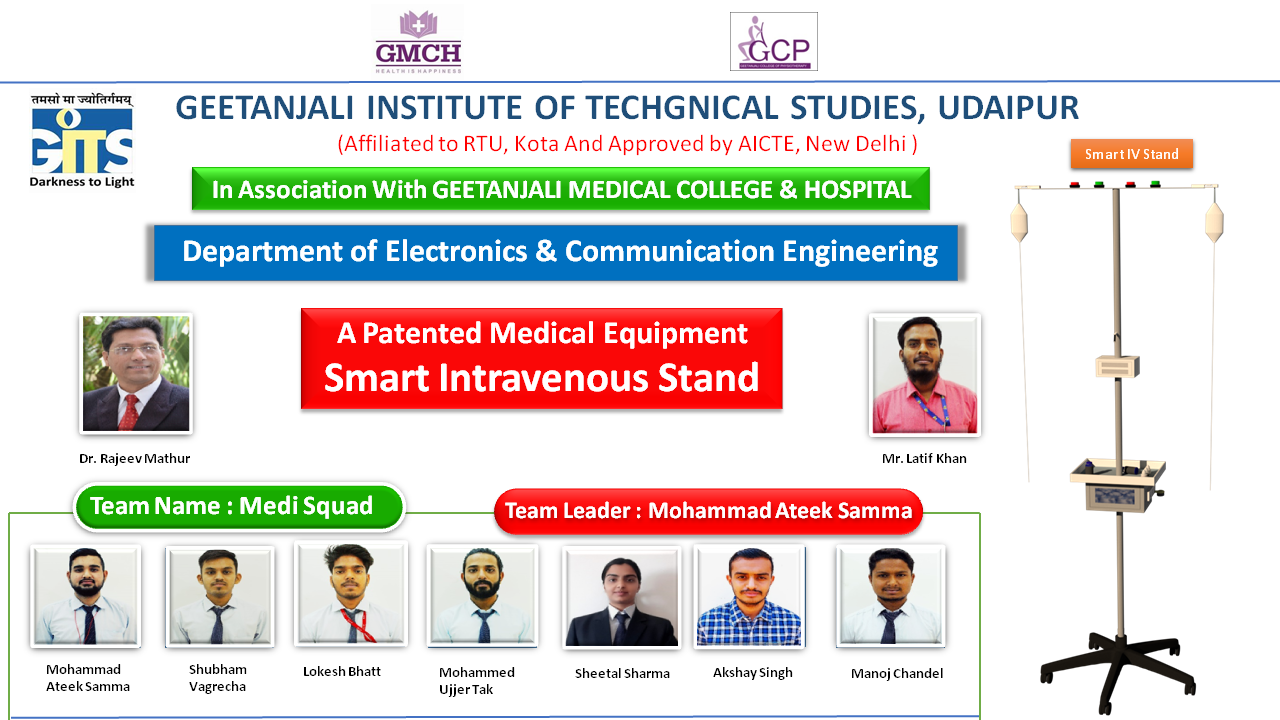 GMCH
HEALTH IS HAPPINESS
GCP
GEETANJALI COLLEGE OF PHYSIOTHERAPY
तमसो मा ज्योतिर्गमय्
GITS
Darkness to Light
GEETANJALI INSTITUTE OF TECHGNICAL STUDIES, UDAIPUR
(Affiliated to RTU, Kota And Approved by AICTE, New Delhi )
Smart IV Stand
In Association With GEETANJALI MEDICAL COLLEGE & HOSPITAL
Department of Electronics & Communication Engineering
A Patented Medical Equipment
Smart Intravenous Stand
Dr. Rajeev Mathur
Mr. Latif Khan
Team Name : Medi Squad
Team Leader : Mohammad Ateek Samma
Mohammad
Ateek Samma
Shubham
Vagrecha
Lokesh Bhatt
Mohammed
Ujjer Tak
Sheetal Sharma
Akshay Singh
Manoj Chandel